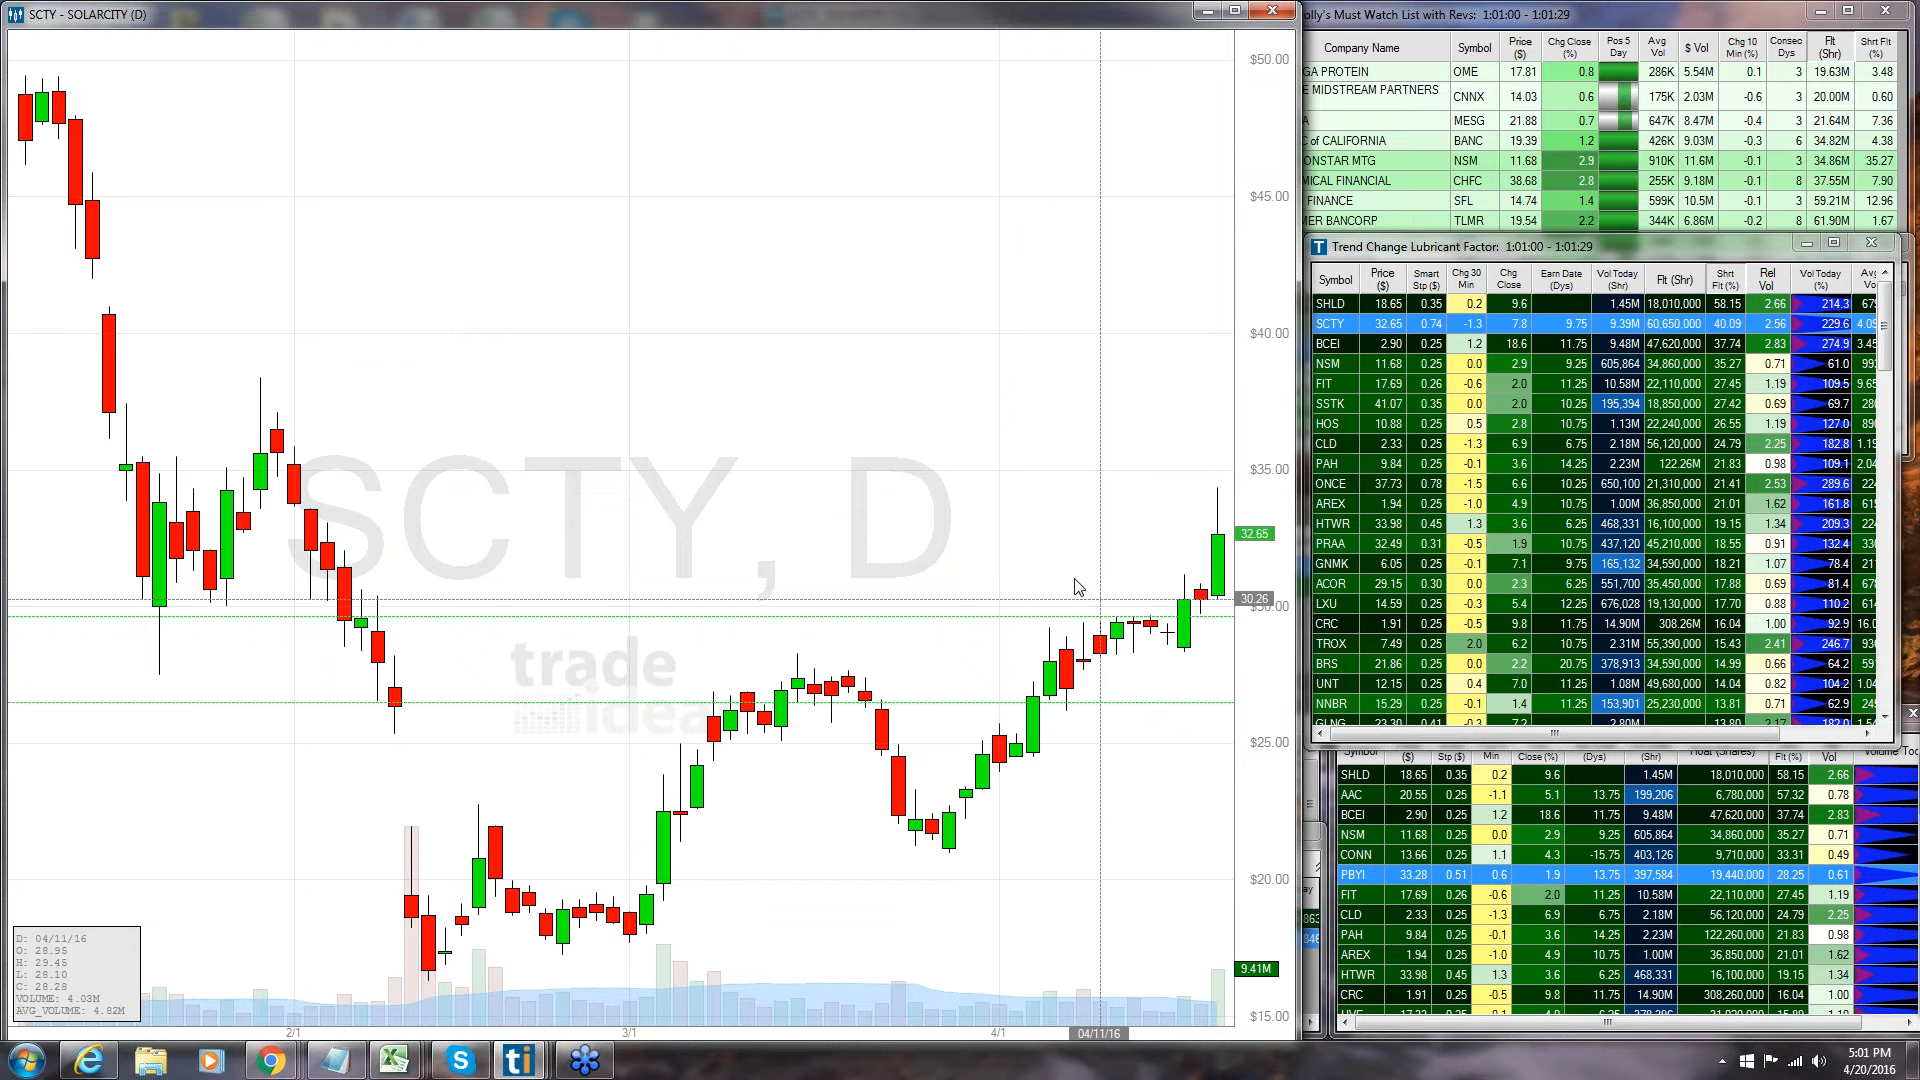 SCTY - SOLARCITY (D)
$50.00
$45.00
$40.00
$35.00
32.65
30.26
$30.00
$25.00
$20.00
9.41M
$15.00
SCTY, D
trade
ideas
D: 04/11/16
O: 28.95
H: 29.45
L: 28.10
C: 28.28
VOLUME: 4.03M
AVG_VOLUME: 4.82M
2/1 3/1 4/1 04/11/16
olly's Must Watch List with Revs: 1:01:00 - 1:01:29
Company Name Symbol Price ($) Chg Close (%) Pos 5 Day Avg Vol $ Vol Chg 10 Min (%) Consec Dys Flt (Shr) Shrt Flt (%)
GA PROTEIN OME 17.81 0.8 286K 5.54M 0.1 3 19.63M 3.48
E MIDSTREAM PARTNERS CNNX 14.03 0.6 175K 2.03M -0.6 3 20.00M 0.60
A MESG 21.88 0.7 647K 8.47M -0.4 3 21.64M 7.36
C of CALIFORNIA BANC 19.39 1.2 426K 9.03M -0.3 6 34.82M 4.38
ONSTAR MTG NSM 11.68 2.9 910K 11.6M -0.1 3 34.86M 35.27
MICAL FINANCIAL CHFC 38.68 2.8 255K 9.18M -0.1 8 37.55M 7.90
FINANCE SFL 14.74 1.4 599K 10.5M -0.1 3 59.21M 12.96
MER BANCORP TLMR 19.54 2.2 344K 6.86M -0.2 8 61.90M 1.67
Trend Change Lubricant Factor: 1:01:00 - 1:01:29
Symbol Price ($) Smart Stp ($) Chg 30 Min Chg Close Earn Date (Dys) Vol Today (Shr) Flt (Shr) Shrt Flt (%) Rel Vol Vol Today (%)
SHLD 18.65 0.35 0.2 9.6 1.45M 18,010,000 58.15 2.66 214.3
SCTY 32.65 0.74 -1.3 7.8 9.75 9.39M 60,650,000 40.09 2.56 229.6
BCEI 2.90 0.25 1.2 18.6 11.75 9.48M 47,620,000 37.74 2.83 274.9
NSM 11.68 0.25 0.0 2.9 9.25 605,864 34,860,000 35.27 0.71 61.0
FIT 17.69 0.26 -0.6 2.0 11.25 10.58M 22,110,000 27.45 1.19 109.5
SSTK 41.07 0.35 0.0 2.0 10.25 195,394 18,850,000 27.42 0.69 69.7
HOS 10.88 0.25 0.5 2.8 10.75 1.13M 22,240,000 26.55 1.19 127.0
CLD 2.33 0.25 -1.3 6.9 6.75 2.18M 56,120,000 24.79 2.25 182.8
PAH 9.84 0.25 -0.1 3.6 14.25 2.23M 122.26M 21.83 0.98 109.1
ONCE 37.73 0.78 -1.5 6.6 10.25 650,100 21,310,000 21.41 2.53 289.6
AREX 1.94 0.25 -1.0 4.9 10.75 1.00M 36,850,000 21.01 1.62 161.8
HTWR 33.98 0.45 1.3 3.6 6.25 468,331 16,100,000 19.15 1.34 209.3
PRAA 32.49 0.31 -0.5 1.9 10.75 437,120 45,210,000 18.55 0.91 132.4
GNMK 6.05 0.25 -0.1 7.1 9.75 165,132 34,590,000 18.21 1.07 78.4
ACOR 29.15 0.30 0.0 2.3 6.25 551,700 35,450,000 17.88 0.69 81.4
LXU 14.59 0.25 -0.3 5.4 12.25 676,028 19,130,000 17.70 0.88 110.2
CRC 1.91 0.25 -0.5 9.8 11.75 14.90M 308.26M 16.04 1.00 92.9
TROX 7.49 0.25 2.0 6.2 10.75 2.31M 55,390,000 15.43 2.41 246.7
BRS 21.86 0.25 0.0 2.2 20.75 378,913 34,590,000 14.99 0.66 64.2
UNT 12.15 0.25 0.4 7.0 11.25 1.08M 49,680,000 14.04 0.82 104.2
NNBR 15.29 0.25 -0.1 1.4 11.25 153,901 25,230,000 13.81 0.71 62.9
Symbol ($) Stp ($) Min Close (%) (Dys) (Shr) Float (Shares) Flt (%) Vol
SHLD 18.65 0.35 0.2 9.6 1.45M 18,010,000 58.15 2.66
AAC 20.55 0.25 -1.1 5.1 13.75 199,206 6,780,000 57.32 0.78
BCEI 2.90 0.25 1.2 18.6 11.75 9.48M 47,620,000 37.74 2.83
NSM 11.68 0.25 0.0 2.9 9.25 605,864 34,860,000 35.27 0.71
CONN 13.66 0.25 1.1 4.3 -15.75 403,126 9,710,000 33.31 0.49
PBYI 33.28 0.51 0.6 1.9 13.75 397,584 19,440,000 28.25 0.61
FIT 17.69 0.26 -0.6 2.0 11.25 10.58M 22,110,000 27.45 1.19
CLD 2.33 0.25 -1.3 6.9 6.75 2.18M 56,120,000 24.79 2.25
PAH 9.84 0.25 -0.1 3.6 14.25 2.23M 122,260,000 21.83 0.98
AREX 1.94 0.25 -1.0 4.9 10.75 1.00M 36,850,000 21.01 1.62
HTWR 33.98 0.45 1.3 3.6 6.25 468,331 16,100,000 19.15 1.34
CRC 1.91 0.25 -0.5 9.8 11.75 14.90M 308,260,000 16.04 1.00
5:01 PM
4/20/2016